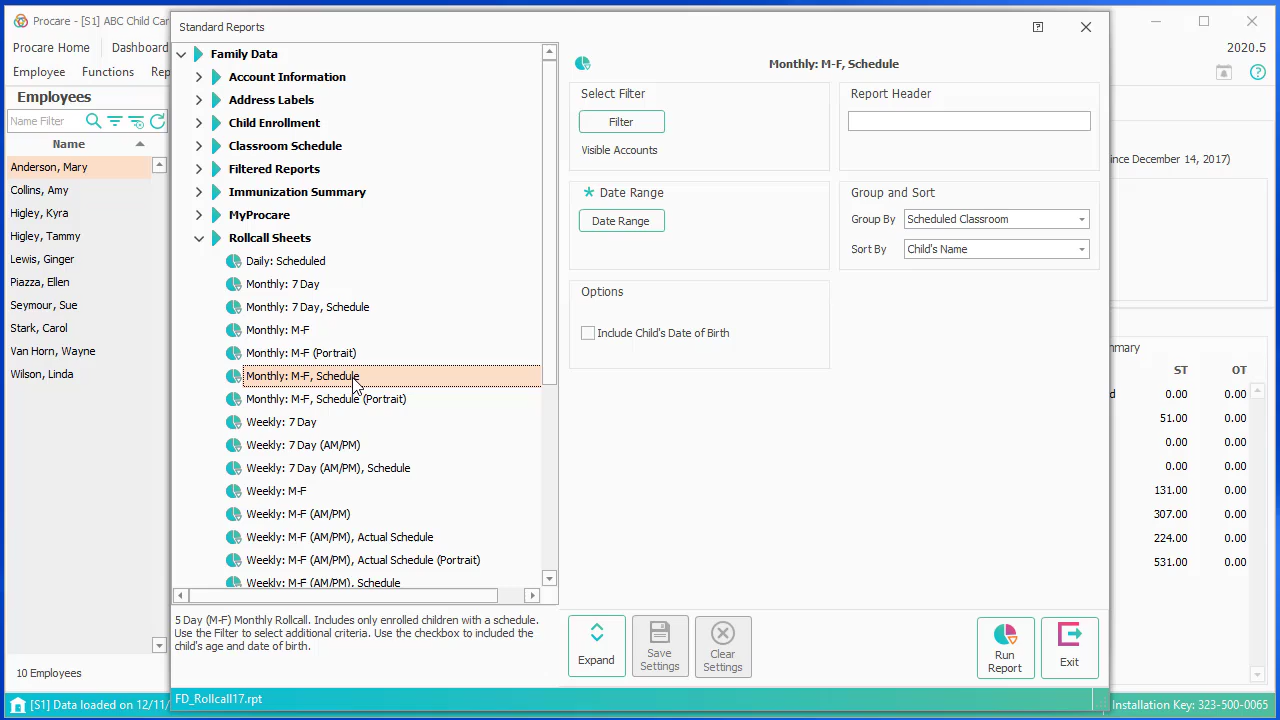 Procare - [S1] ABC Child Car
Standard Reports
Procare Home
Dashboard
2020.5
Employee
Functions
Rep
Employees
Name Filter
Name
Anderson, Mary
Collins, Amy
Higley, Kyra
Higley, Tammy
Lewis, Ginger
Piazza, Ellen
Seymour, Sue
Stark, Carol
Van Horn, Wayne
Wilson, Linda
10 Employees
Family Data
Account Information
Address Labels
Child Enrollment
Classroom Schedule
Filtered Reports
Immunization Summary
MyProcare
Rollcall Sheets
Daily: Scheduled
Monthly: 7 Day
Monthly: 7 Day, Schedule
Monthly: M-F
Monthly: M-F (Portrait)
Monthly: M-F, Schedule
Monthly: M-F, Schedule (Portrait)
Weekly: 7 Day
Weekly: 7 Day (AM/PM)
Weekly: 7 Day (AM/PM), Schedule
Weekly: M-F
Weekly: M-F (AM/PM)
Weekly: M-F (AM/PM), Actual Schedule
Weekly: M-F (AM/PM), Actual Schedule (Portrait)
Weekly: M-F (AM/PM), Schedule
5 Day (M-F) Monthly Rollcall. Includes only enrolled children with a schedule.
Use the Filter to select additional criteria. Use the checkbox to included the
child's age and date of birth.
Monthly: M-F, Schedule
Select Filter
Filter
Visible Accounts
Report Header
* Date Range
Date Range
Group and Sort
Group By Scheduled Classroom
Sort By Child's Name
Options
Include Child's Date of Birth
Expand
Save
Settings
Clear
Settings
Run
Report
Exit
ince December 14, 2017)
mmary
ST OT
d 0.00 0.00
51.00 0.00
0.00 0.00
0.00 0.00
131.00 0.00
307.00 0.00
224.00 0.00
531.00 0.00
[S1] Data loaded on 12/11/
FD_Rollcall17.rpt
Installation Key: 323-500-0065